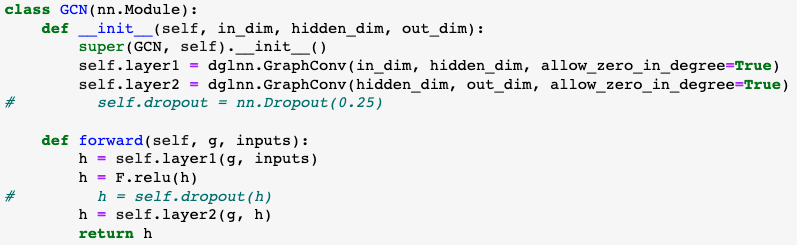 class GCN(nn.Module):
    def __init__(self, in_dim, hidden_dim, out_dim):
        super(GCN, self).__init__()
        self.layer1 = dglnn.GraphConv(in_dim, hidden_dim, allow_zero_in_degree=True)
        self.layer2 = dglnn.GraphConv(hidden_dim, out_dim, allow_zero_in_degree=True)
#         self.dropout = nn.Dropout(0.25)

    def forward(self, g, inputs):
        h = self.layer1(g, inputs)
        h = F.relu(h)
#         h = self.dropout(h)
        h = self.layer2(g, h)
        return h